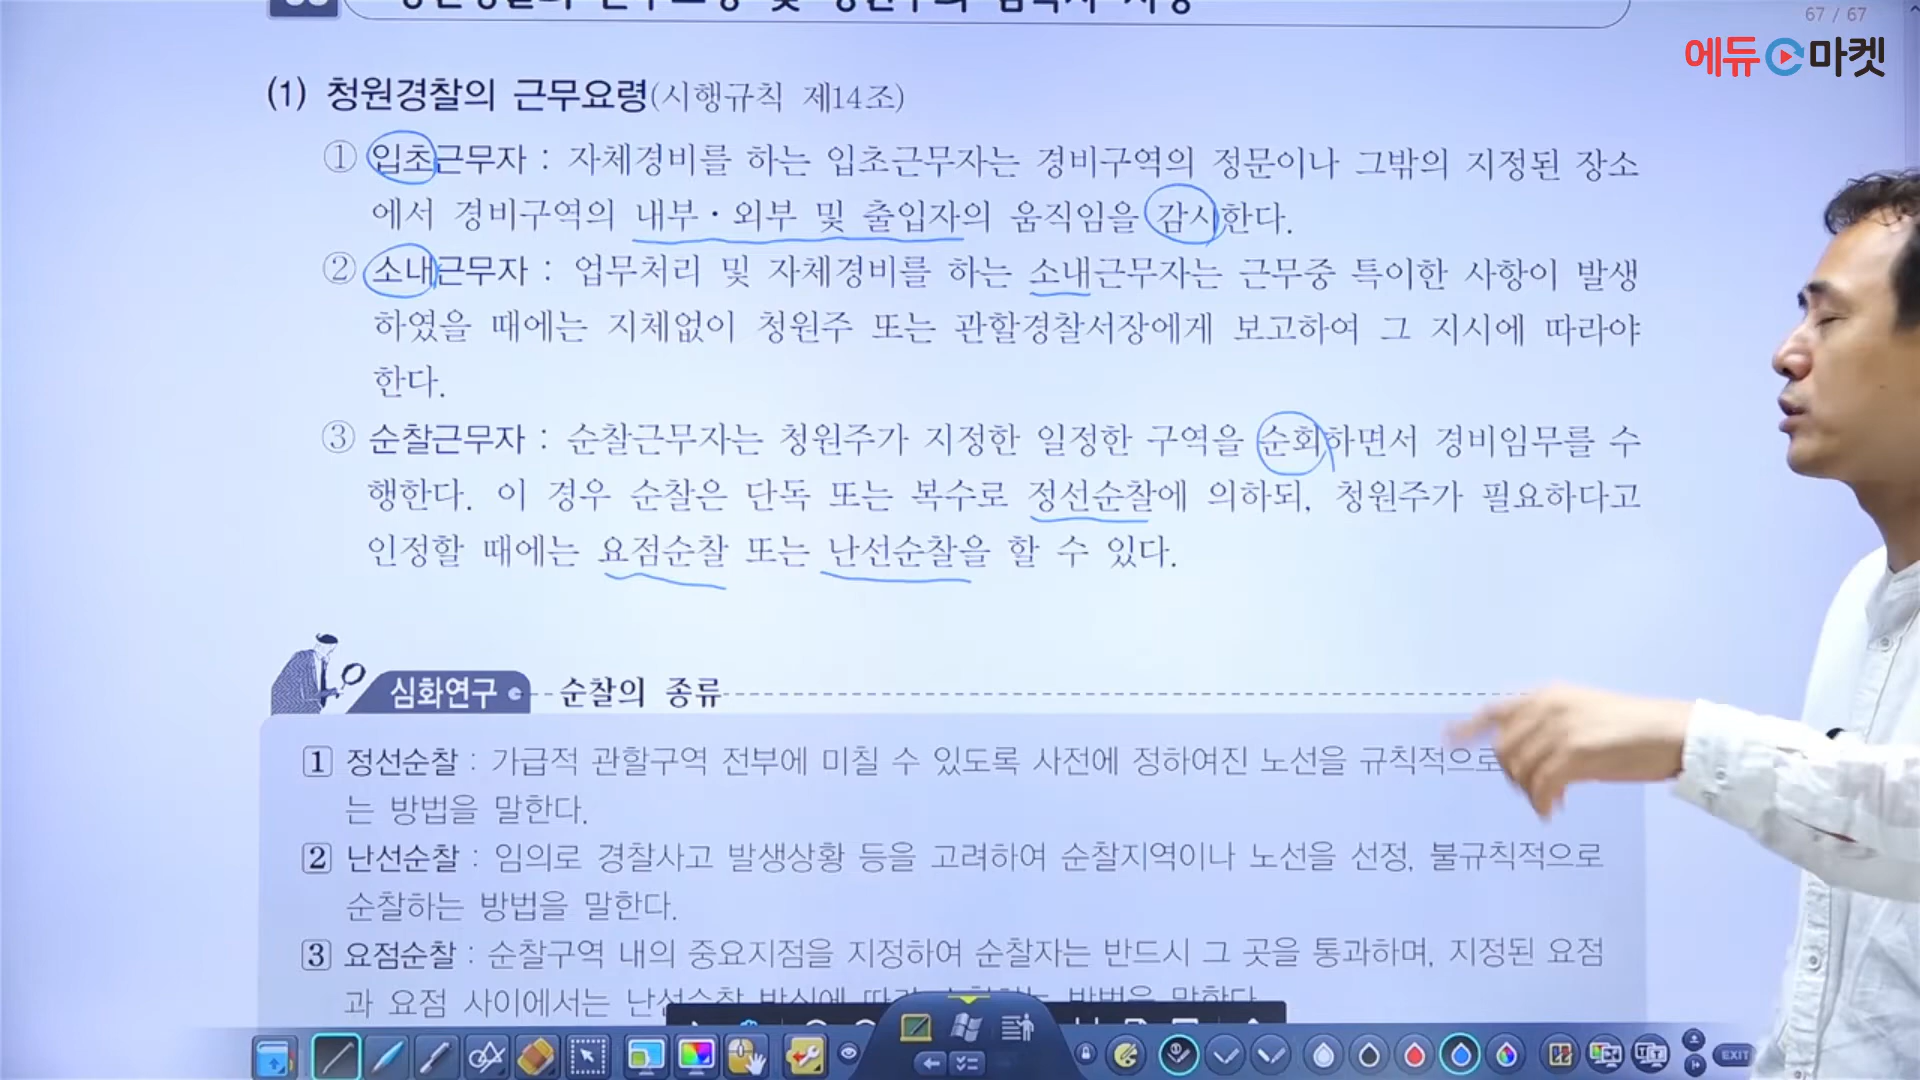 67 / 67
에듀 마켓
(1) 청원경찰의 근무요령(시행규칙 제14조)
① 입초근무자 : 자체경비를 하는 입초근무자는 경비구역의 정문이나 그밖의 지정된 장소
에서 경비구역의 내부·외부 및 출입자의 움직임을 감시한다.
② 소내근무자 : 업무처리 및 자체경비를 하는 소내근무자는 근무중 특이한 사항이 발생
하였을 때에는 지체없이 청원주 또는 관할경찰서장에게 보고하여 그 지시에 따라야
한다.
③ 순찰근무자 : 순찰근무자는 청원주가 지정한 일정한 구역을 순회하면서 경비임무를 수
행한다. 이 경우 순찰은 단독 또는 복수로 정선순찰에 의하되, 청원주가 필요하다고
인정할 때에는 요점순찰 또는 난선순찰을 할 수 있다.
심화연구 순찰의 종류
1 정선순찰 : 가급적 관할구역 전부에 미칠 수 있도록 사전에 정하여진 노선을 규칙적으로
는 방법을 말한다.
2 난선순찰 : 임의로 경찰사고 발생상황 등을 고려하여 순찰지역이나 노선을 선정, 불규칙적으로
순찰하는 방법을 말한다.
3 요점순찰 : 순찰구역 내의 중요지점을 지정하여 순찰자는 반드시 그 곳을 통과하며, 지정된 요점
과 요점 사이에서는 난선순찰 방식에 따라 방법을 말한다.
EXIT